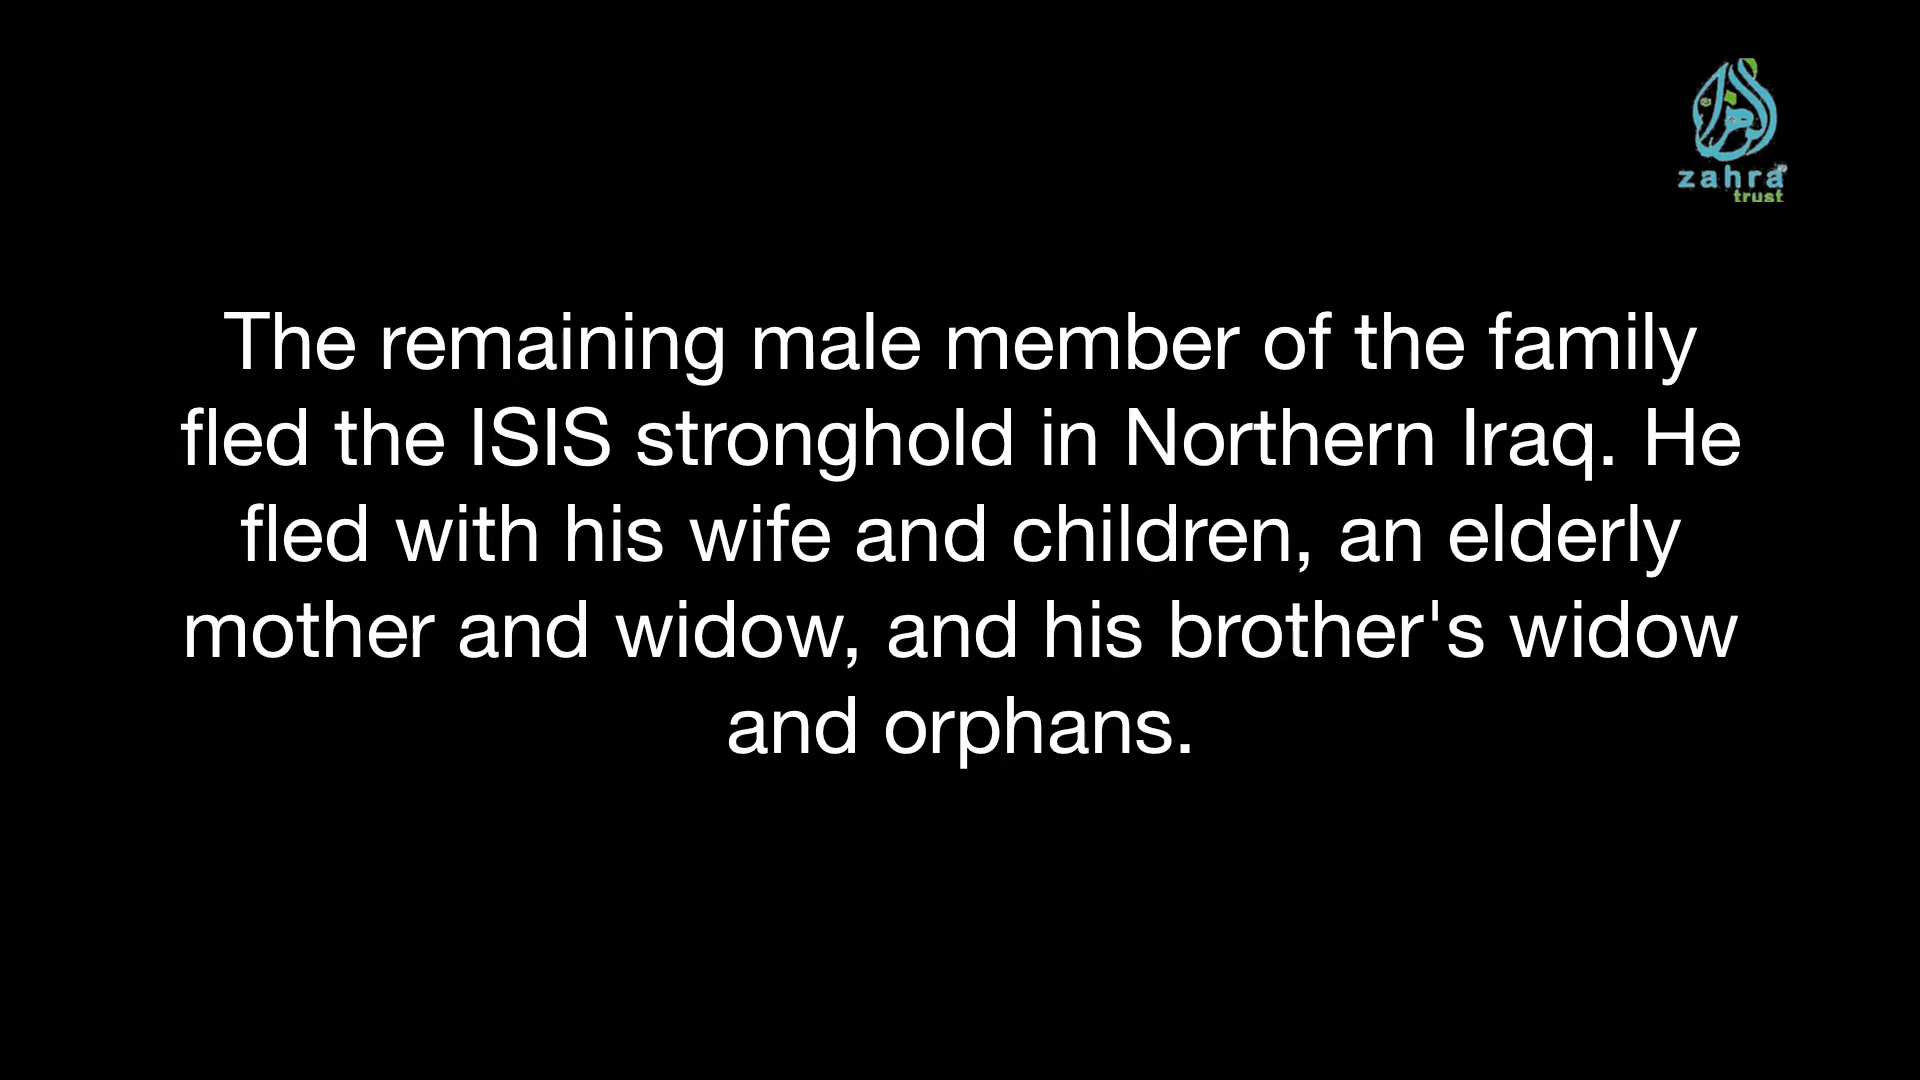 الزهراء
zahra
trust
The remaining male member of the family
fled the ISIS stronghold in Northern Iraq. He
fled with his wife and children, an elderly
mother and widow, and his brother's widow
and orphans.